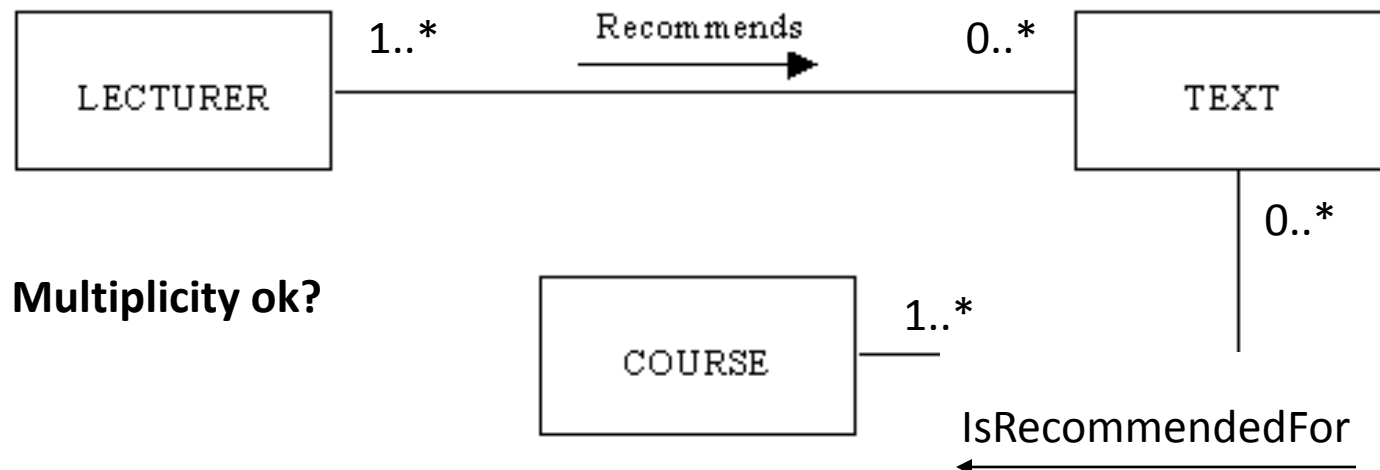 1..*
Recommends
0..*
LECTURER
TEXT
0..*
Multiplicity ok?
1..*
COURSE
IsRecommendedFor